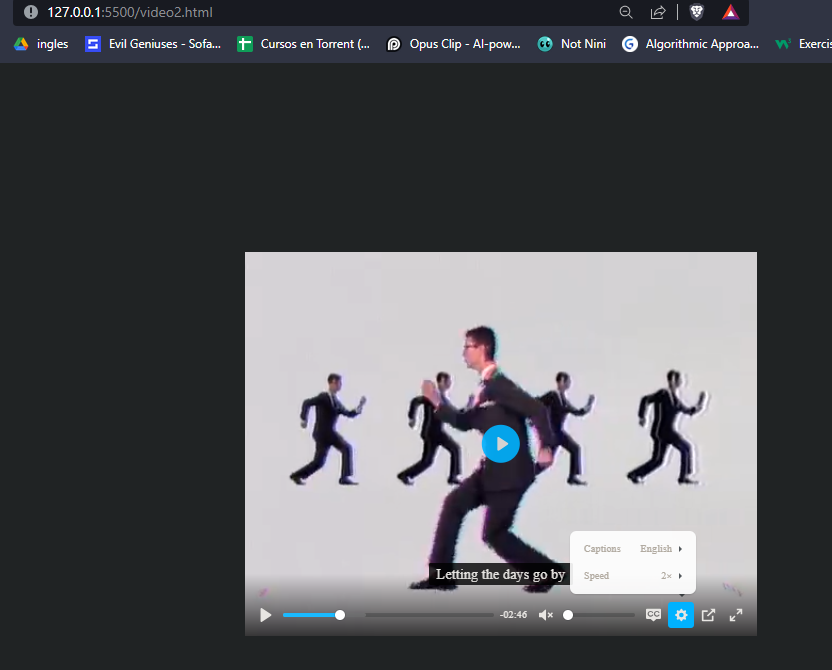 127.0.0.1:5500/video2.html
ingles
Evil Geniuses - Sofa...
Cursos en Torrent (...
Opus Clip - AI-pow...
Not Nini
Algorithmic Approa...
Exercis
Captions English
Speed 2×
Letting the days go by
-02:46
CC